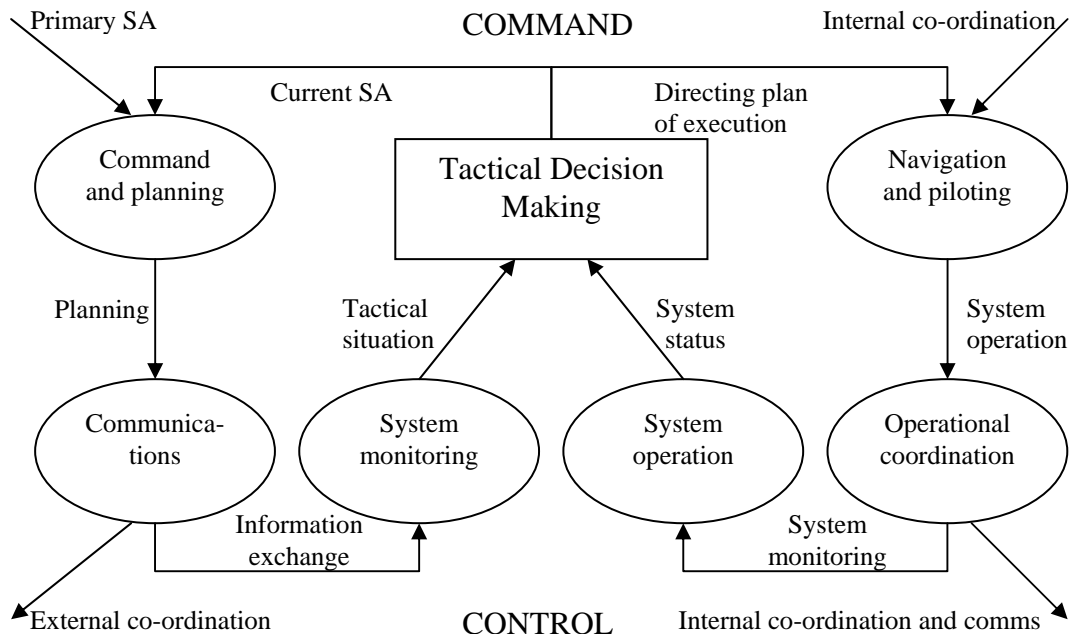 Primary SA
COMMAND
Internal co-ordination
Current SA
Directing plan
of execution
Command
and planning
Tactical Decision
Making
Navigation
and piloting
Planning
Tactical
situation
System
status
System
operation
Communica-
tions
System
monitoring
System
operation
Operational
coordination
Information
exchange
System
monitoring
External co-ordination
CONTROL
Internal co-ordination and comms